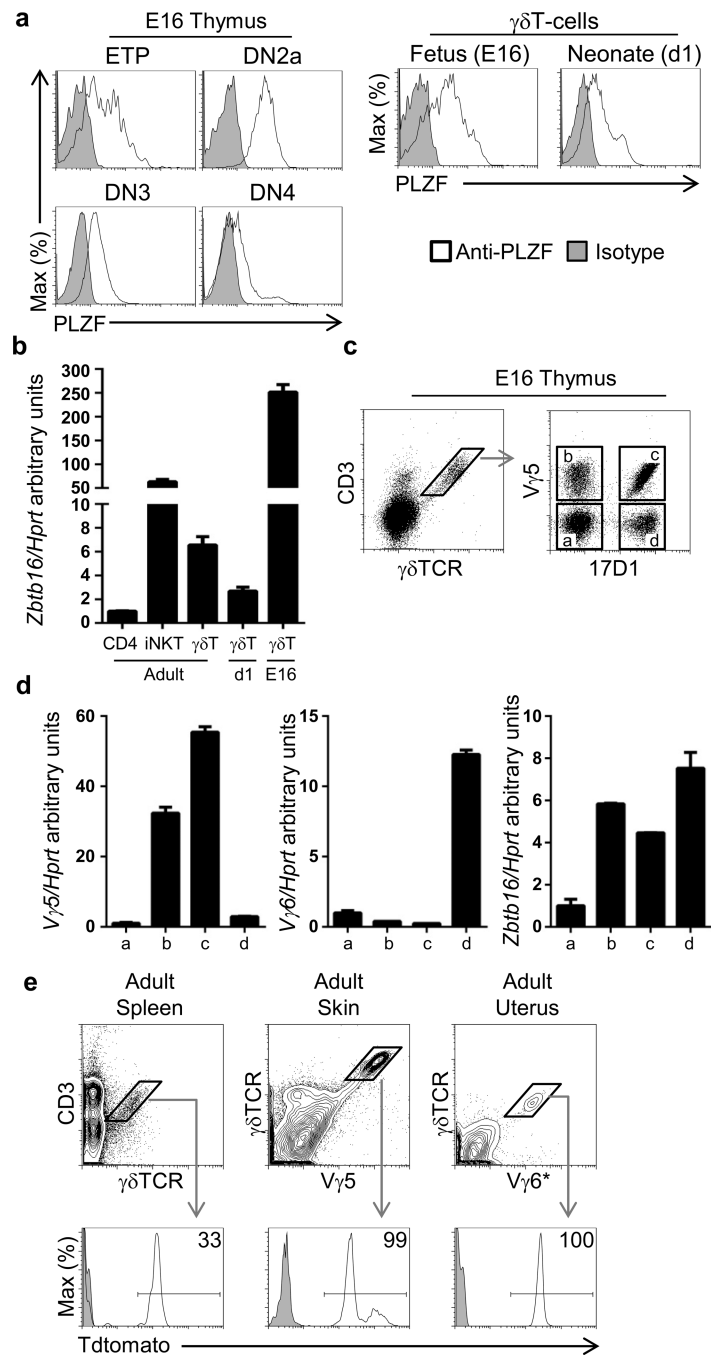 a
E16 Thymus
ETP
DN2a
DN3
DN4
Max (%)
PLZF
γδT-cells
Fetus (E16)
Neonate (d1)
Max (%)
PLZF
Anti-PLZF
Isotype
b
Zbtb16/Hprt arbitrary units
300
250
200
150
100
50
10
8
6
4
2
0
CD4
iNKT
γδT
γδT
γδT
Adult
d1
E16
c
E16 Thymus
CD3
γδTCR
Vγ5
17D1
b
c
a
d
d
Vγ5/Hprt arbitrary units
60
40
20
0
a
b
c
d
Vγ6/Hprt arbitrary units
15
10
5
0
a
b
c
d
Zbtb16/Hprt arbitrary units
10
8
6
4
2
0
a
b
c
d
e
Adult
Spleen
Adult
Skin
Adult
Uterus
CD3
γδTCR
γδTCR
Vγ5
γδTCR
Vγ6*
Max (%)
33
99
100
Tdtomato